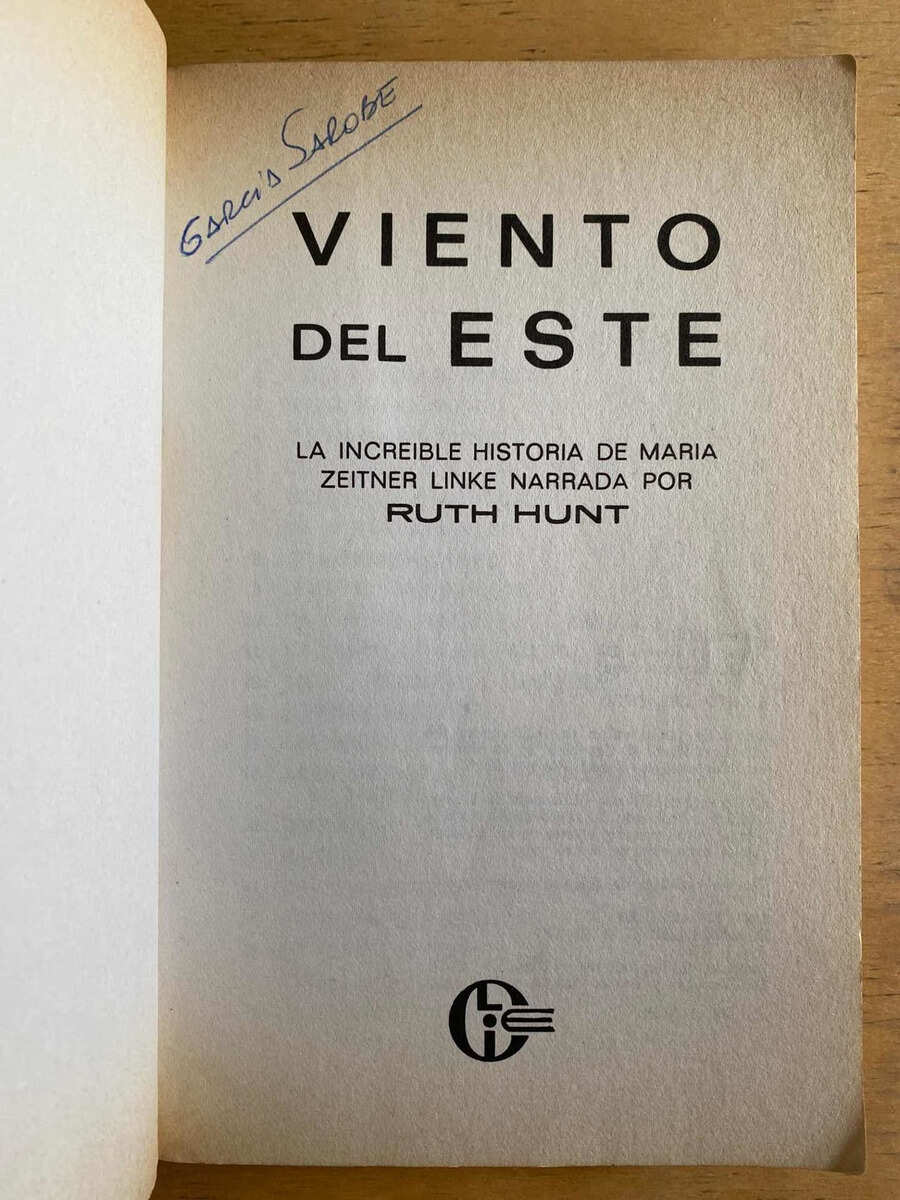 GARCÍA SAROBE
VIENTO
DEL ESTE
LA INCREIBLE HISTORIA DE MARIA
ZEITNER LINKE NARRADA POR
RUTH HUNT